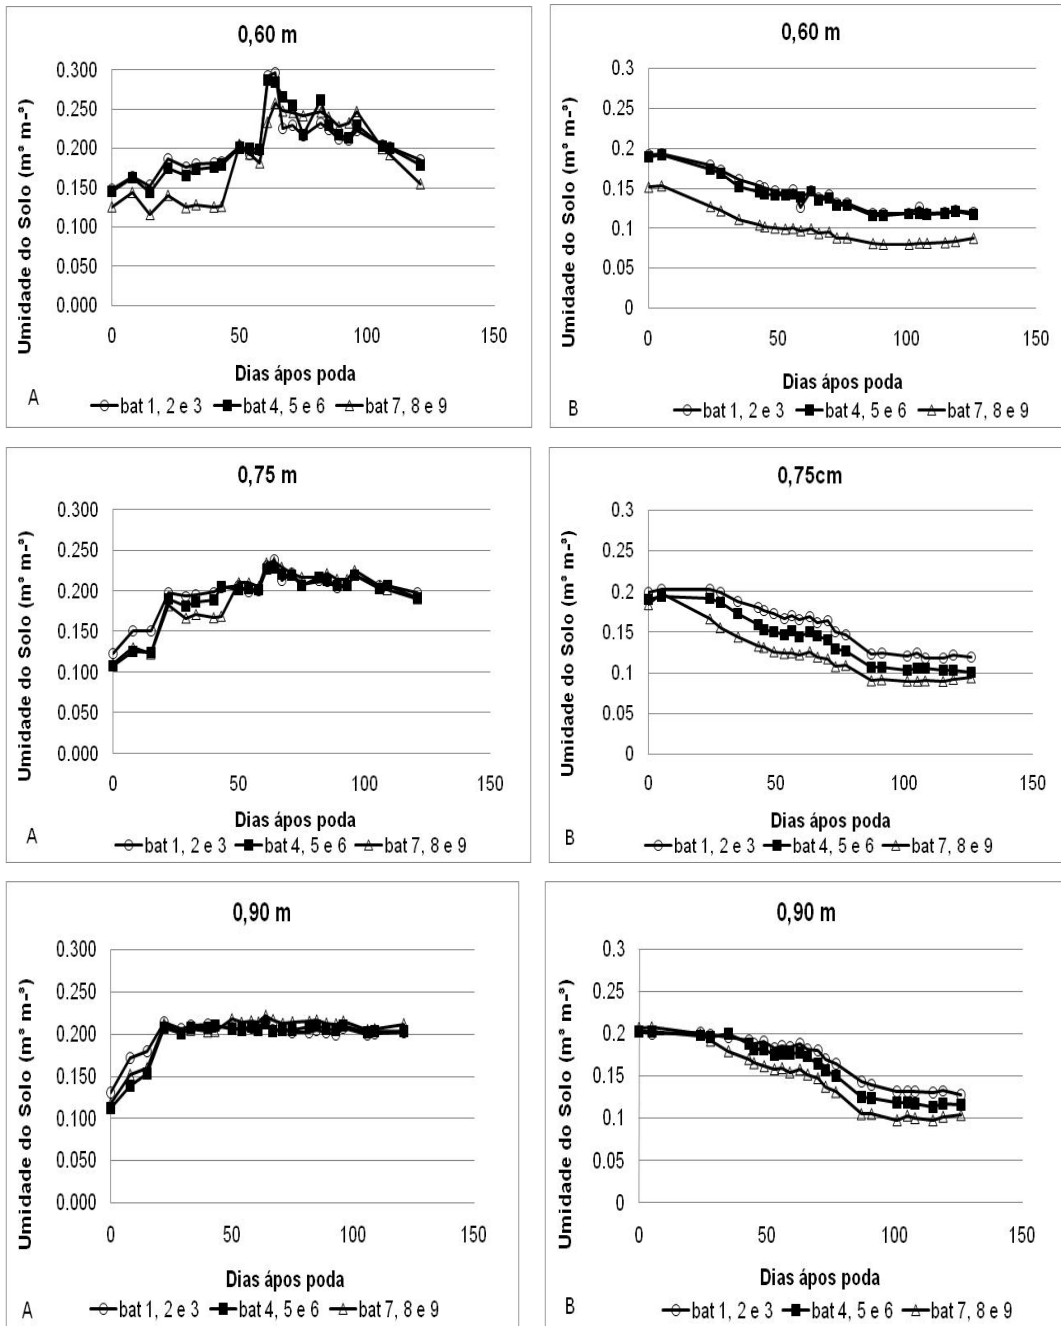 0,60 m
Umidade do Solo (m³ m-³)
0.300
0.250
0.200
0.150
0.100
0.050
0.000
0 50 100 150
Dias ápos poda
A
bat 1, 2 e 3 bat 4, 5 e 6 bat 7, 8 e 9
0,60 m
Umidade do Solo (m³ m-³)
0.3
0.25
0.2
0.15
0.1
0.05
0
0 50 100 150
Dias ápos poda
B
bat 1, 2 e 3 bat 4, 5 e 6 bat 7, 8 e 9
0,75 m
Umidade do Solo (m³ m-³)
0.300
0.250
0.200
0.150
0.100
0.050
0.000
0 50 100 150
Dias ápos poda
A
bat 1, 2 e 3 bat 4, 5 e 6 bat 7, 8 e 9
0,75cm
Umidade do Solo (m³ m-³)
0.3
0.25
0.2
0.15
0.1
0.05
0
0 50 100 150
Dias ápos poda
B
bat 1, 2 e 3 bat 4, 5 e 6 bat 7, 8 e 9
0,90 m
Umidade do Solo (m³ m-³)
0.300
0.250
0.200
0.150
0.100
0.050
0.000
0 50 100 150
Dias ápos poda
A
bat 1, 2 e 3 bat 4, 5 e 6 bat 7, 8 e 9
0,90 m
Umidade do Solo (m³ m-³)
0.3
0.25
0.2
0.15
0.1
0.05
0
0 50 100 150
Dias ápos poda
B
bat 1, 2 e 3 bat 4, 5 e 6 bat 7, 8 e 9